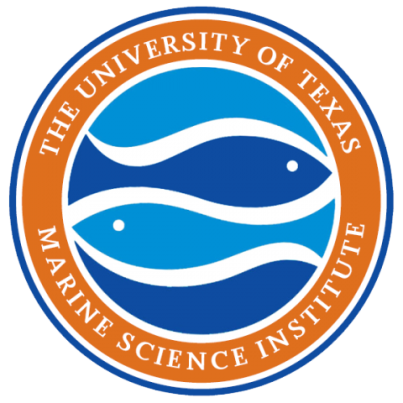 THE UNIVERSITY OF TEXAS
MARINE SCIENCE INSTITUTE